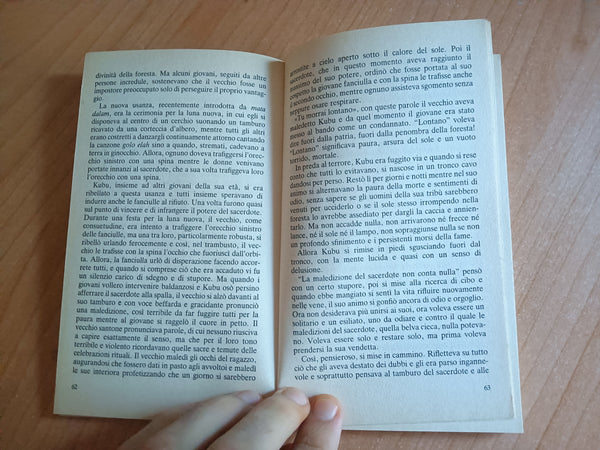 divinità della foresta. Ma alcuni giovani, seguiti da altre
persone incredule, sostenevano che il vecchio fosse un
impostore preoccupato solo di perseguire il proprio vantag-
gio.
La nuova usanza, recentemente introdotta da mata
dalam, era la cerimonia per la luna nuova, in cui egli si
disponeva al centro di un cerchio suonando un tamburo
ricavato da corteccia d'albero, mentre tutti gli altri
erano costretti a danzargli continuamente attorno cantando
la canzone goio elah sino a quando, stremati, cadevano a
terra in ginocchio. Allora, ognuno doveva trafiggersi l'orec-
chio sinistro con una spina mentre le donne venivano
portate innanzi al sacerdote, che a sua volta trafiggeva loro
l'orecchio con una spina.
Kubu, insieme ad altri giovani della sua età, si era
ribellato a questa usanza e tutti insieme speravano di
indurre anche le fanciulle al rifiuto. Una volta furono quasi
sul punto di vincere e di infrangere il potere del sacerdote.
Durante una festa per la luna nuova, il vecchio, come
consuetudine, era intento a trafiggere l'orecchio sinistro
delle fanciulle, ma una tra loro, particolarmente robusta, si
ribellò urlando ferocemente e così, nel trambusto, il vec-
chio le trafisse con la spina l'occhio che fuoriuscì dall'orbi-
ta. Allora, la fanciulla urlò di disperazione facendo accor-
rere tutti, e quando si comprese ciò che era accaduto vi fu
un silenzio carico di sdegno e di stupore. Ma quando i
giovani vollero intervenire baldanzosi e Kubu osò persino
afferrare il sacerdote alla spalla, il vecchio si alzò davanti al
suo tamburo e con voce beffarda e gracidante pronunciò
una maledizione, così terribile da far fuggire tutti per la
paura mentre al giovane si raggelò il cuore in petto. Il
vecchio santone pronunciava parole, di cui nessuno riusciva
a capire esattamente il senso, ma che per il loro tono
terribile e violento ricordavano quelle sacre e temute delle
celebrazioni rituali. Il vecchio maledì gli occhi del ragazzo,
augurandosi che fossero dati in pasto agli avvoltoi e maledì
le sue interiora profetizzando che un giorno si sarebbero
62
arrostite a cielo aperto sotto il calore del sole. Poi il
sacerdote, che in questo momento aveva raggiunto il
massimo del suo potere, ordinò che fosse portata al suo
cospetto la giovane fanciulla e con la spina le trafisse anche
il secondo occhio, mentre ognuno assisteva sgomento senza
neppure osare respirare.
«Tu morrai lontano», con queste parole il vecchio aveva
maledetto Kubu e da quel momento il giovane era stato
messo al bando come un condannato. "Lontano" voleva
dire fuori dalla patria, fuori dalla penombra della foresta!
"Lontano" significava paura, arsura del sole e un vuoto
torrido, mortale.
In preda al terrore, Kubu era fuggito via e quando si rese
conto che tutti lo evitavano, si nascose in un tronco cavo
dandosi per perso. Restò lì per giorni e notti mentre nel suo
animo si alternavano la paura della morte e sentimenti di
odio, senza sapere se gli uomini della sua tribù sarebbero
venuti per ucciderlo o se il sole stesso irrompendo nella
foresta lo avrebbe assediato per dargli la caccia e annien-
tarlo. Ma non accadde nulla, non arrivarono né frecce né
lance, né il sole né il lampo, non sopraggiunse nulla se non
un profondo sfinimento e i persistenti morsi della fame.
Allora Kubu si rimise in piedi sgusciando fuori dal
tronco, con la mente lucida e quasi con un senso di
delusione.
"La maledizione del sacerdote non conta nulla" pensò
con un certo stupore, poi si mise alla ricerca di cibo e
quando ebbe mangiato si sentì la vita rifluire nuovamente
nelle vene, il suo animo si gonfiò ancora di odio e orgoglio.
Ora non desiderava più unirsi ai suoi, ora voleva essere un
solitario e un esiliato, uno da odiare e contro il quale le
maledizioni del sacerdote, quella belva cieca, nulla poteva-
no. Voleva essere solo e restare solo, ma prima voleva
prendersi la sua vendetta.
Così, pensieroso, si mise in cammino. Rifletteva su tutto
ciò che gli aveva destato dei dubbi e gli era parso ingan-
nevole e soprattutto pensava al tamburo del sacerdote e alle
63